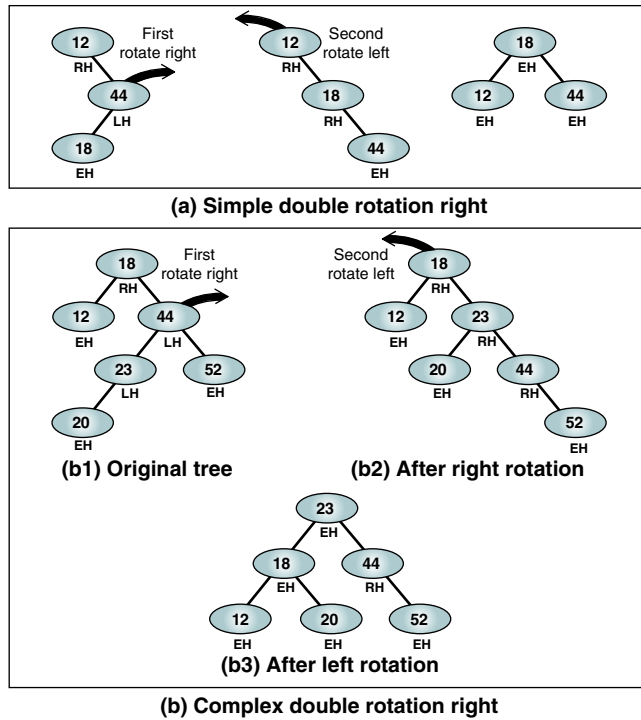 12
RH
First
rotate right
44
LH
18
EH
12
RH
Second
rotate left
18
RH
44
EH
18
EH
12
EH
44
EH
(a) Simple double rotation right
18
RH
First
rotate right
12
EH
44
LH
23
LH
52
EH
20
EH
(b1) Original tree
Second
rotate left
18
RH
12
EH
23
RH
20
EH
44
RH
52
EH
(b2) After right rotation
23
EH
18
EH
44
RH
12
EH
20
EH
52
EH
(b3) After left rotation
(b) Complex double rotation right